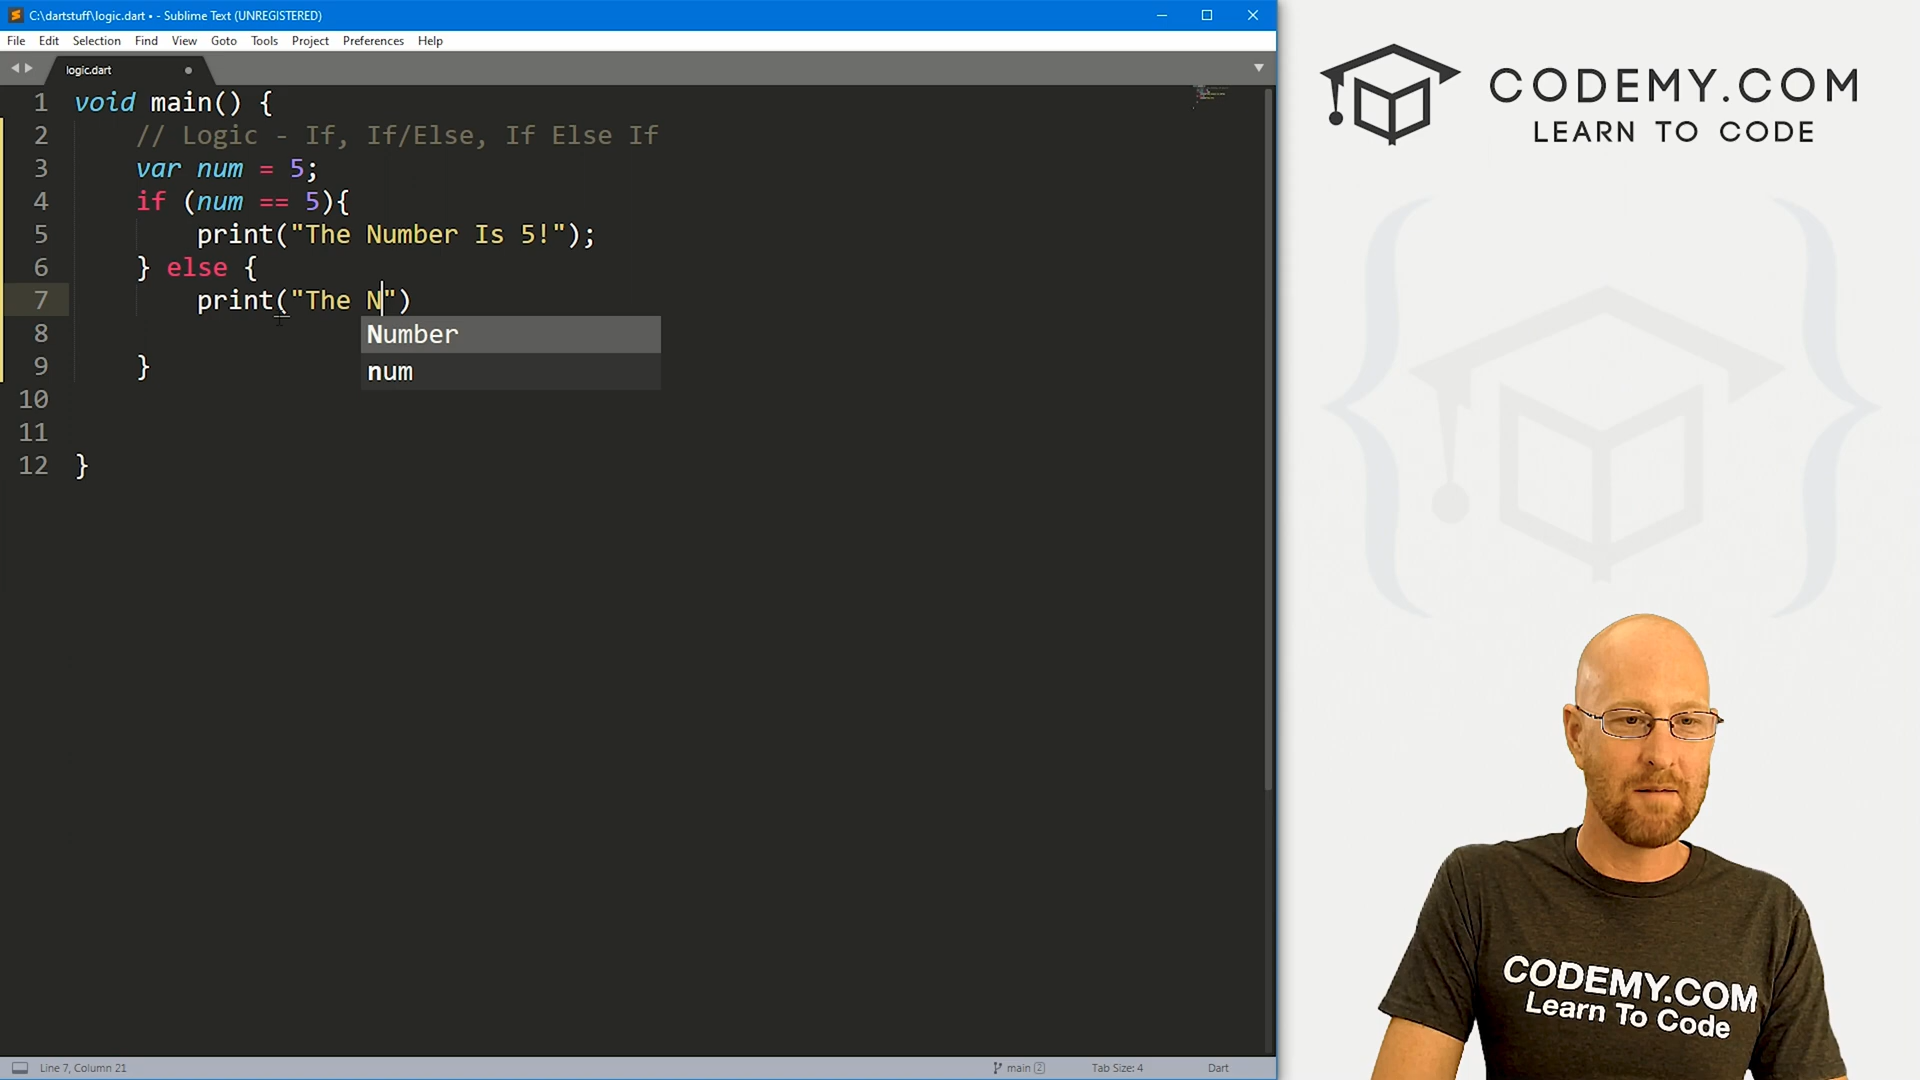 C:\dartstuff\logic.dart • - Sublime Text (UNREGISTERED)
File Edit Selection Find View Goto Tools Project Preferences Help
logic.dart
1 void main() {
2 // Logic - If, If/Else, If Else If
3 var num = 5;
4 if (num == 5){
5 print("The Number Is 5!");
6 } else {
7 print("The N")
8 Number
num
9 }
10
11
12 }
Line 7, Column 21
main 2
Tab Size: 4
Dart
CODEMY.COM
LEARN TO CODE
CODEMY.COM
Learn To Code